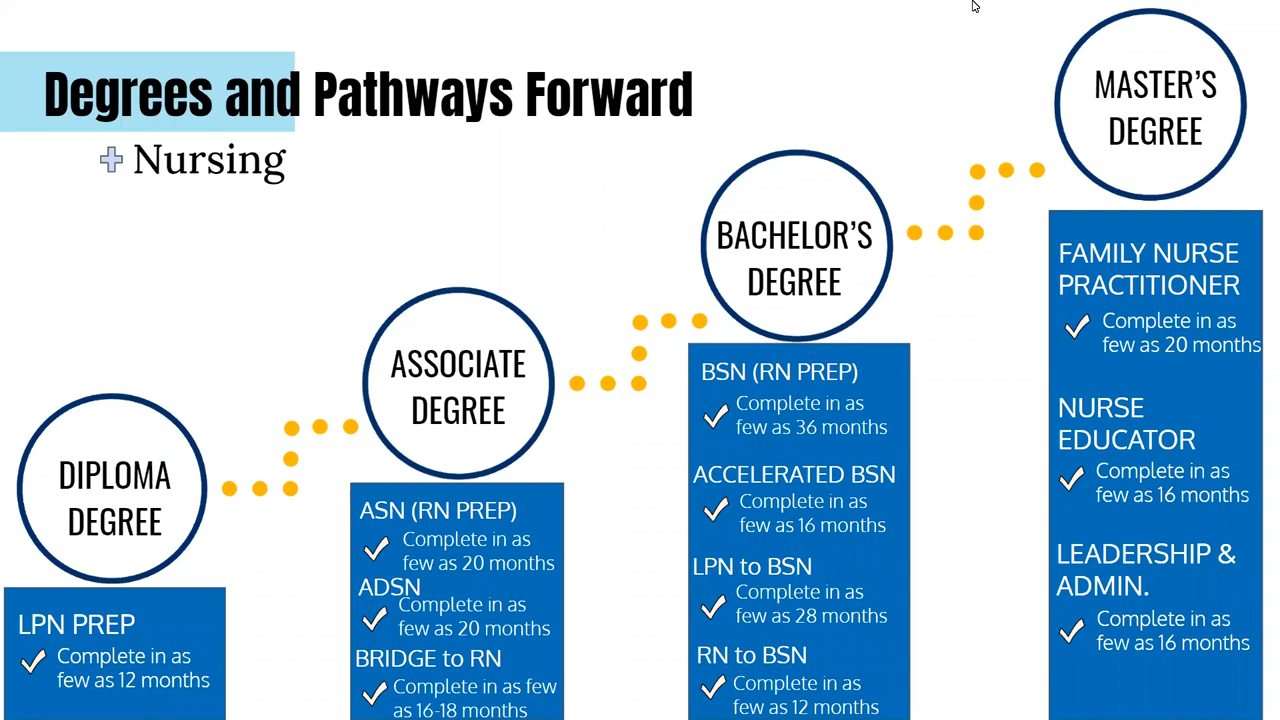 Degrees and Pathways Forward
Nursing
DIPLOMA
DEGREE
LPN PREP
Complete in as
few as 12 months
ASSOCIATE
DEGREE
ASN (RN PREP)
Complete in as
few as 20 months
ADSN
Complete in as
few as 20 months
BRIDGE to RN
Complete in as few
as 16-18 months
BACHELOR'S
DEGREE
BSN (RN PREP)
Complete in as
few as 36 months
ACCELERATED BSN
Complete in as
few as 16 months
LPN to BSN
Complete in as
few as 28 months
RN to BSN
Complete in as
few as 12 months
MASTER'S
DEGREE
FAMILY NURSE
PRACTITIONER
Complete in as
few as 20 months
NURSE
EDUCATOR
Complete in as
few as 16 months
LEADERSHIP &
ADMIN.
Complete in as
few as 16 months